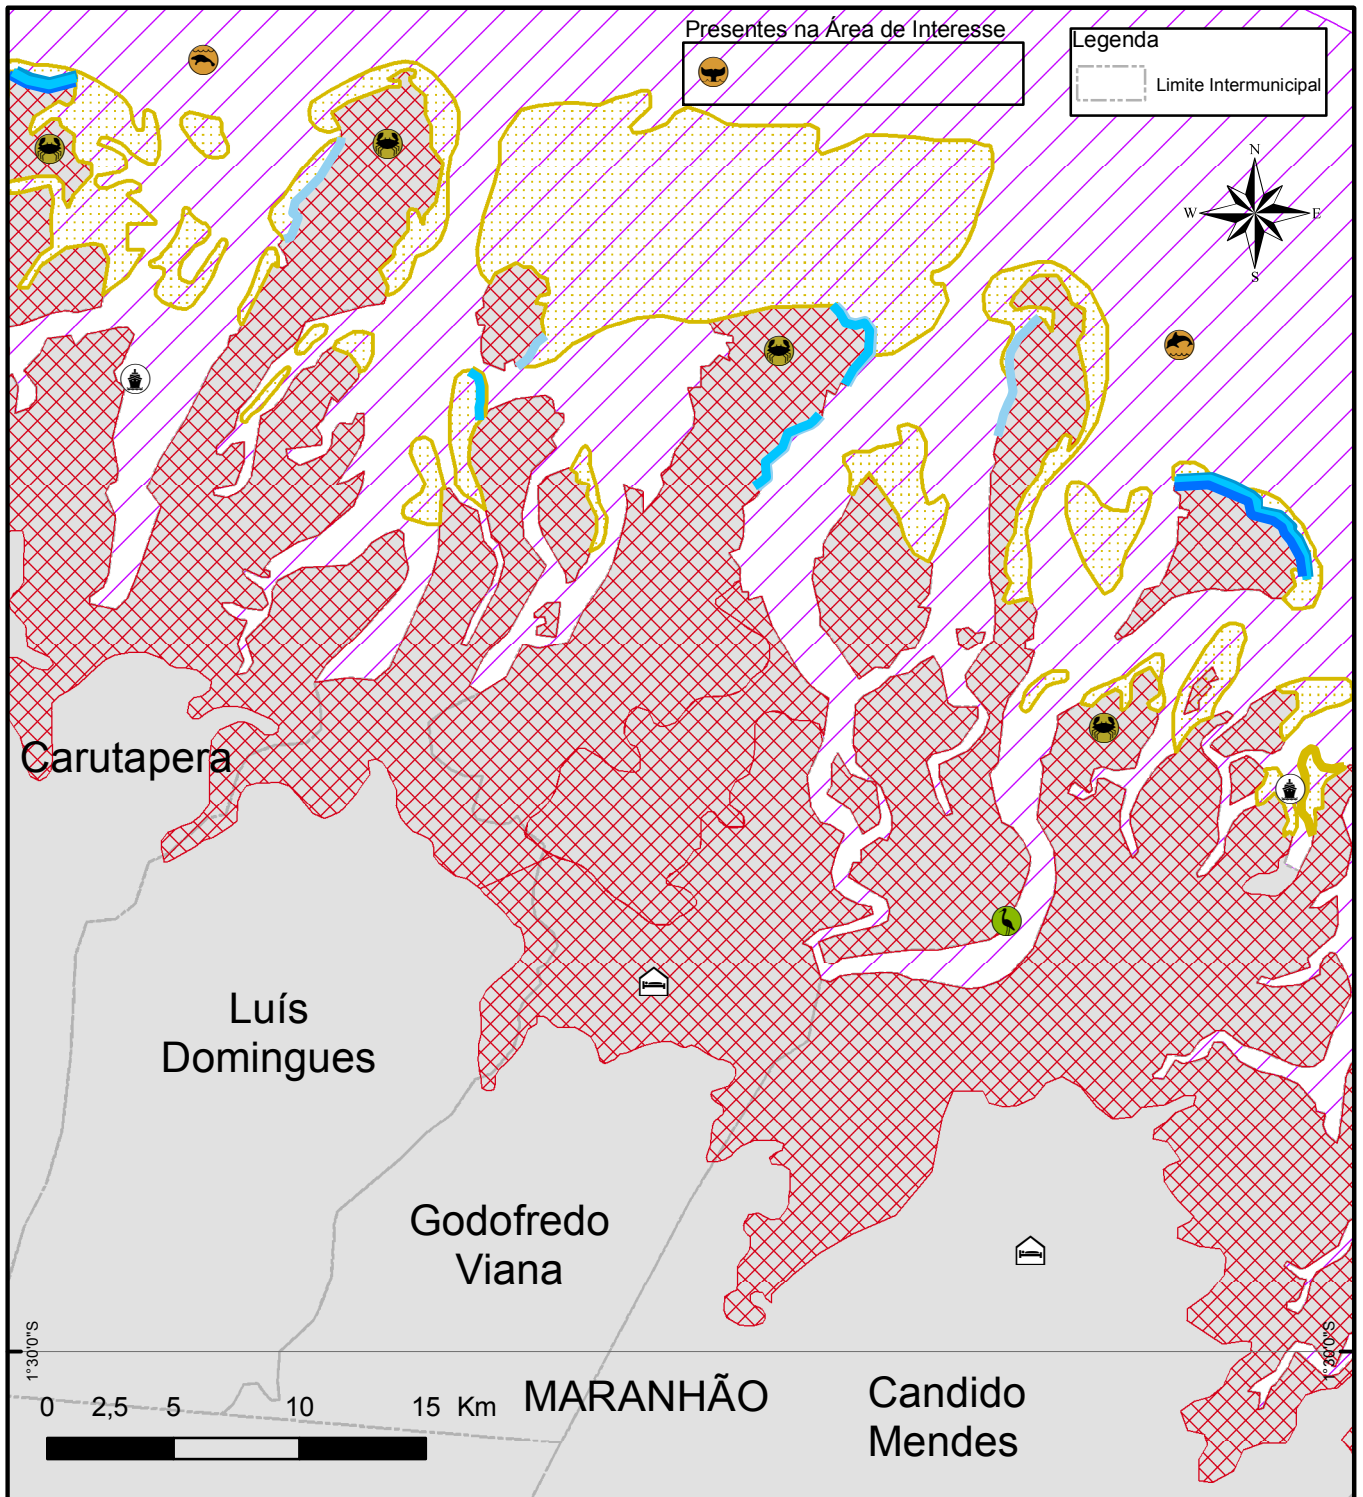 Presentes na Área de Interesse
Legenda
Limite Intermunicipal
N
W
E
S
Carutapera
Luís
Domingues
Godofredo
Viana
1°30'0"S
1°30'0"S
0 2,5 5 10 15 Km
MARANHÃO
Candido
Mendes